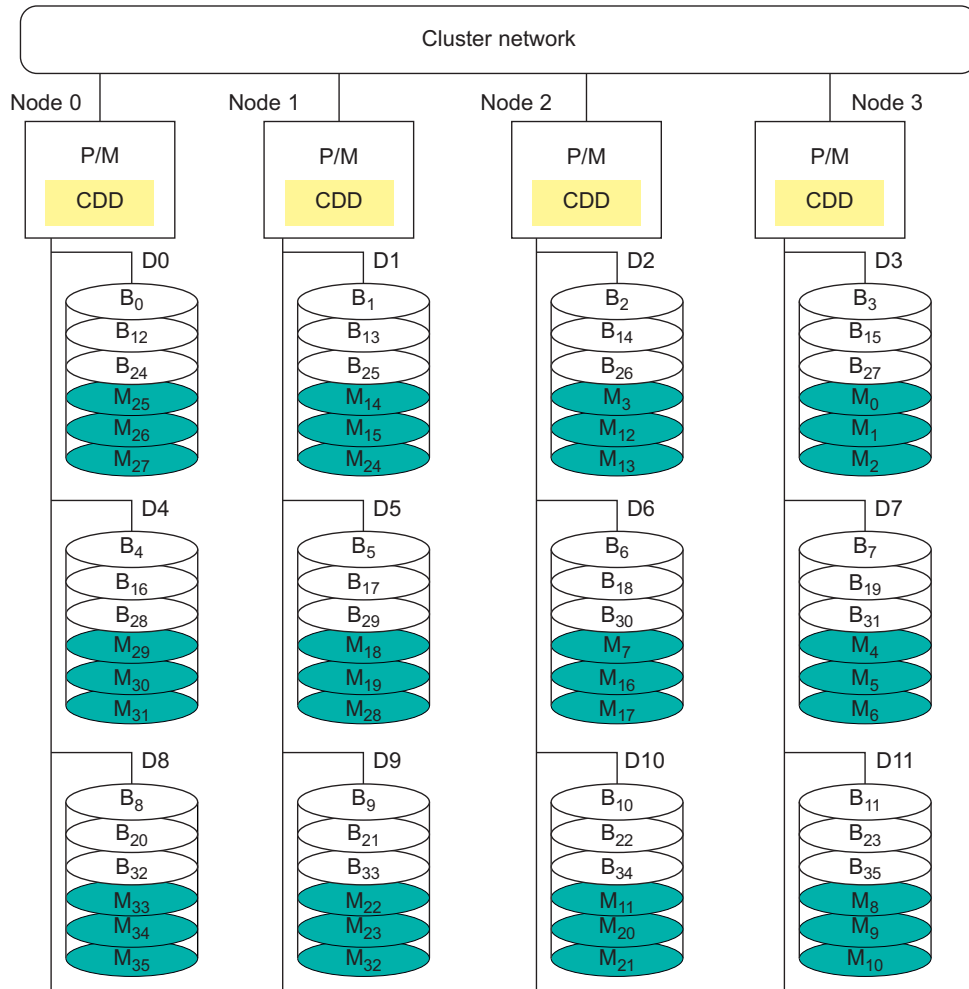 Cluster network
Node 0 Node 1 Node 2 Node 3
P/M P/M P/M P/M
CDD CDD CDD CDD
D0 D1 D2 D3
B0 B1 B2 B3
B12 B13 B14 B15
B24 B25 B26 B27
M25 M14 M3 M0
M26 M15 M12 M1
M27 M24 M13 M2
D4 D5 D6 D7
B4 B5 B6 B7
B16 B17 B18 B19
B28 B29 B30 B31
M29 M18 M7 M4
M30 M19 M16 M5
M31 M28 M17 M6
D8 D9 D10 D11
B8 B9 B10 B11
B20 B21 B22 B23
B32 B33 B34 B35
M33 M22 M11 M8
M34 M23 M20 M9
M35 M32 M21 M10